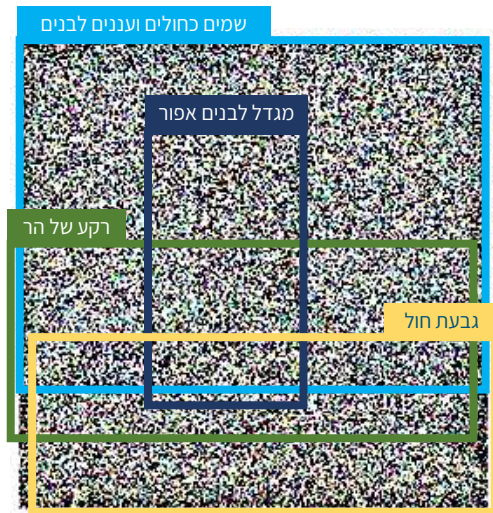 שמים כחולים ועננים לבנים
מגדל לבנים אפור
רקע של הר
גבעת חול